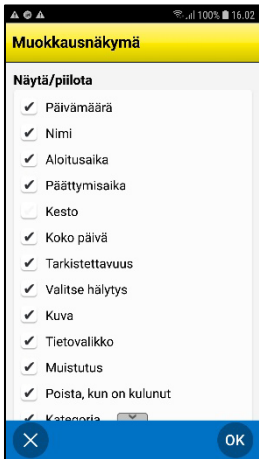 100% 16.02
Muokkausnäkymä
Näytä/piilota
Päivämäärä
Nimi
Aloitusaika
Päättymisaika
Kesto
Koko päivä
Tarkistettavuus
Valitse hälytys
Kuva
Tietovalikko
Muistutus
Poista, kun on kulunut
Kategoria
OK